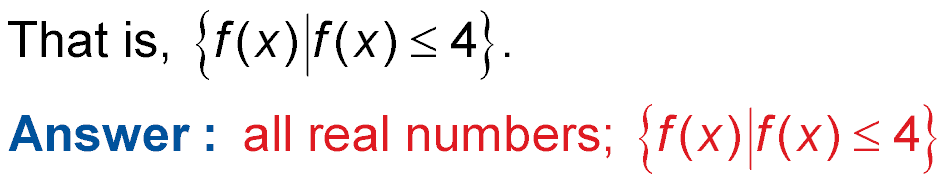 That is, {f(x)|f(x) ≤ 4}.
Answer : all real numbers; {f(x)|f(x) ≤ 4}